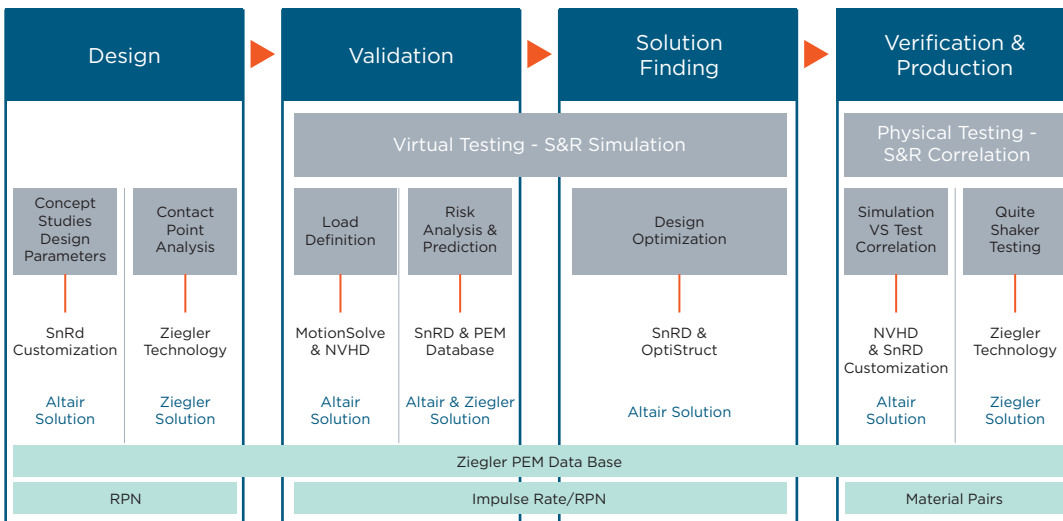 Design
Validation
Solution
Finding
Verification &
Production
Virtual Testing - S&R Simulation
Physical Testing -
S&R Correlation
Concept
Studies
Design
Parameters
Contact
Point
Analysis
Load
Definition
Risk
Analysis &
Prediction
Design
Optimization
Simulation
VS Test
Correlation
Quite
Shaker
Testing
SnRd
Customization
Ziegler
Technology
MotionSolve
& NVHD
SnRD & PEM
Database
SnRD &
OptiStruct
NVHD
& SnRD
Customization
Ziegler
Technology
Altair
Solution
Ziegler
Solution
Altair
Solution
Altair & Ziegler
Solution
Altair Solution
Altair
Solution
Ziegler
Solution
Ziegler PEM Data Base
RPN
Impulse Rate/RPN
Material Pairs